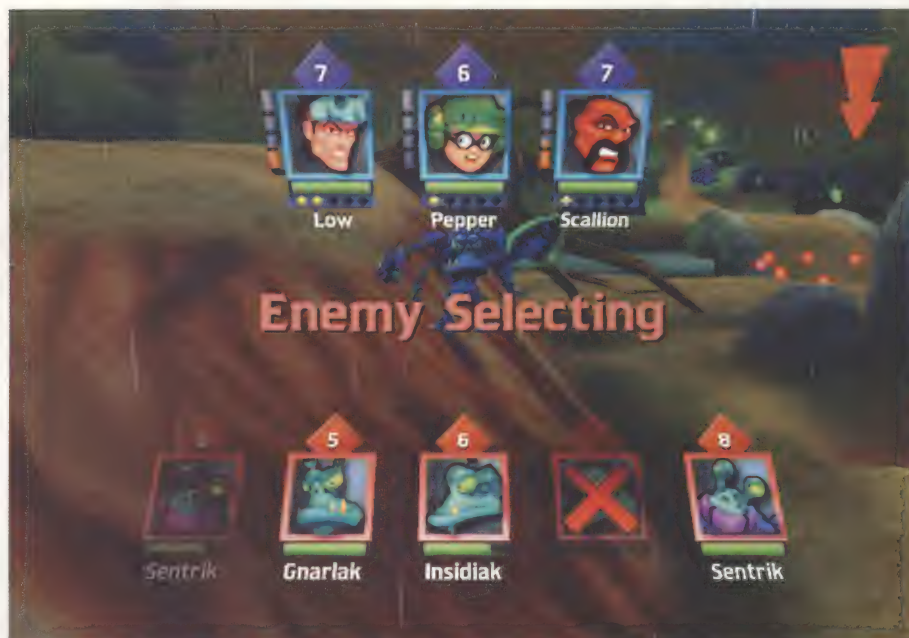 7 6 7
Low Pepper Scallion
Enemy Selecting
5 6 8
Sentrik Gnarlak Insidiak Sentrik